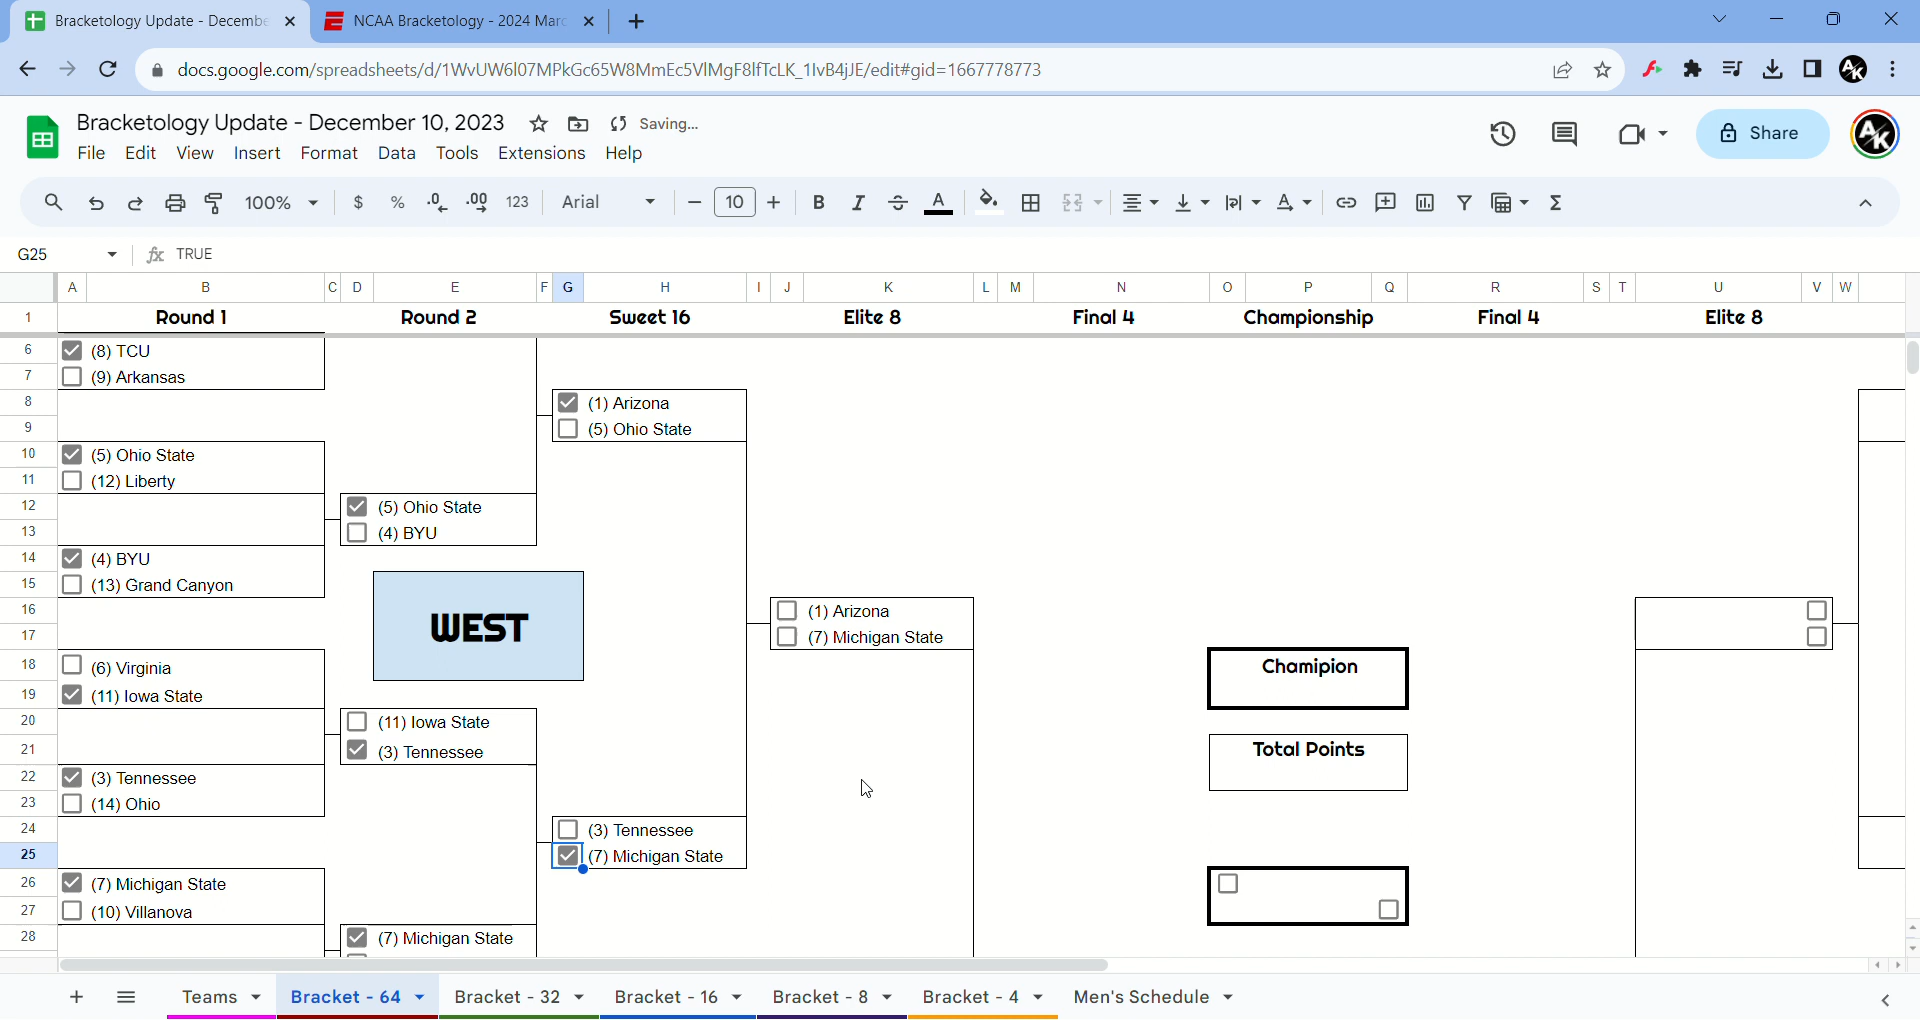 Bracketology Update - Decembe
NCAA Bracketology - 2024 Marc
docs.google.com/spreadsheets/d/1WvUW6l07MPkGc65W8MmEc5VlMgF8lfTcLK_1lvB4jJE/edit#gid=1667778773
Bracketology Update - December 10, 2023
Saving...
File Edit View Insert Format Data Tools Extensions Help
Share
100% $ % .0 .00 123 Arial 10 B I S A
G25 fx TRUE
A B C D E F G H I J K L M N O P Q R S T U V W
1 Round 1 Round 2 Sweet 16 Elite 8 Final 4 Championship Final 4 Elite 8
6 (8) TCU
7 (9) Arkansas
8 (1) Arizona
9 (5) Ohio State
10 (5) Ohio State
11 (12) Liberty
12 (5) Ohio State
13 (4) BYU
14 (4) BYU
15 (13) Grand Canyon
WEST
16 (1) Arizona
17 (7) Michigan State
18 (6) Virginia Champion
19 (11) Iowa State
20 (11) Iowa State
21 (3) Tennessee Total Points
22 (3) Tennessee
23 (14) Ohio
24 (3) Tennessee
25 (7) Michigan State
26 (7) Michigan State
27 (10) Villanova
28 (7) Michigan State
Teams Bracket - 64 Bracket - 32 Bracket - 16 Bracket - 8 Bracket - 4 Men's Schedule